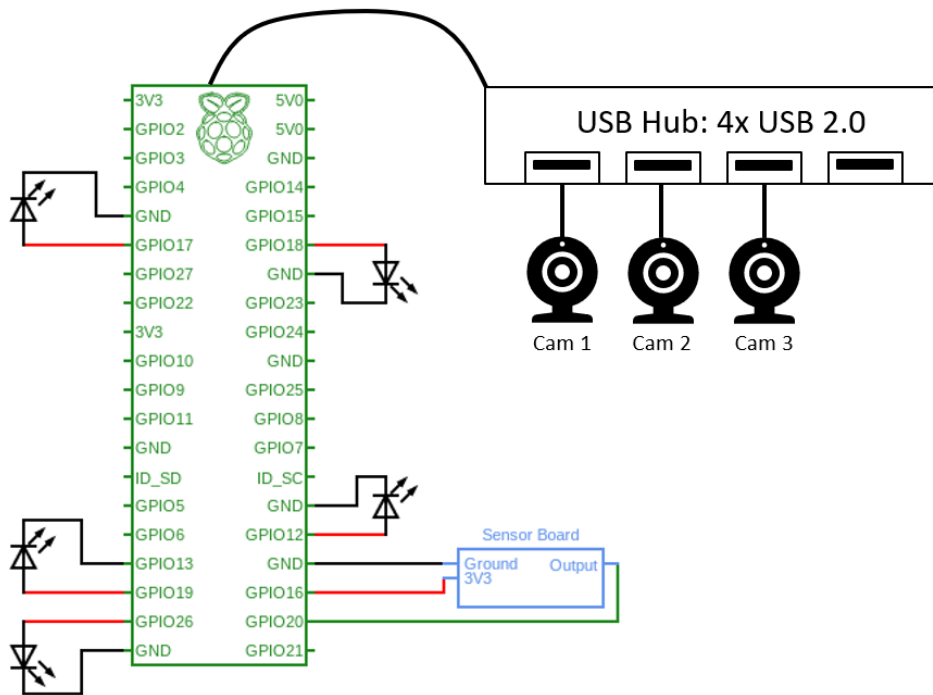 USB Hub: 4x USB 2.0
3V3 5V0
GPIO2 5V0
GPIO3 GND
GPIO4 GPIO14
GND GPIO15
GPIO17 GPIO18
GPIO27 GND
GPIO22 GPIO23
3V3 GPIO24
GPIO10 GND
GPIO9 GPIO25
GPIO11 GPIO8
GND GPIO7
ID_SD ID_SC
GPIO5 GND
GPIO6 GPIO12
GPIO13 GND
GPIO19 GPIO16
GPIO26 GPIO20
GND GPIO21
Cam 1 Cam 2 Cam 3
Sensor Board
Ground Output
3V3